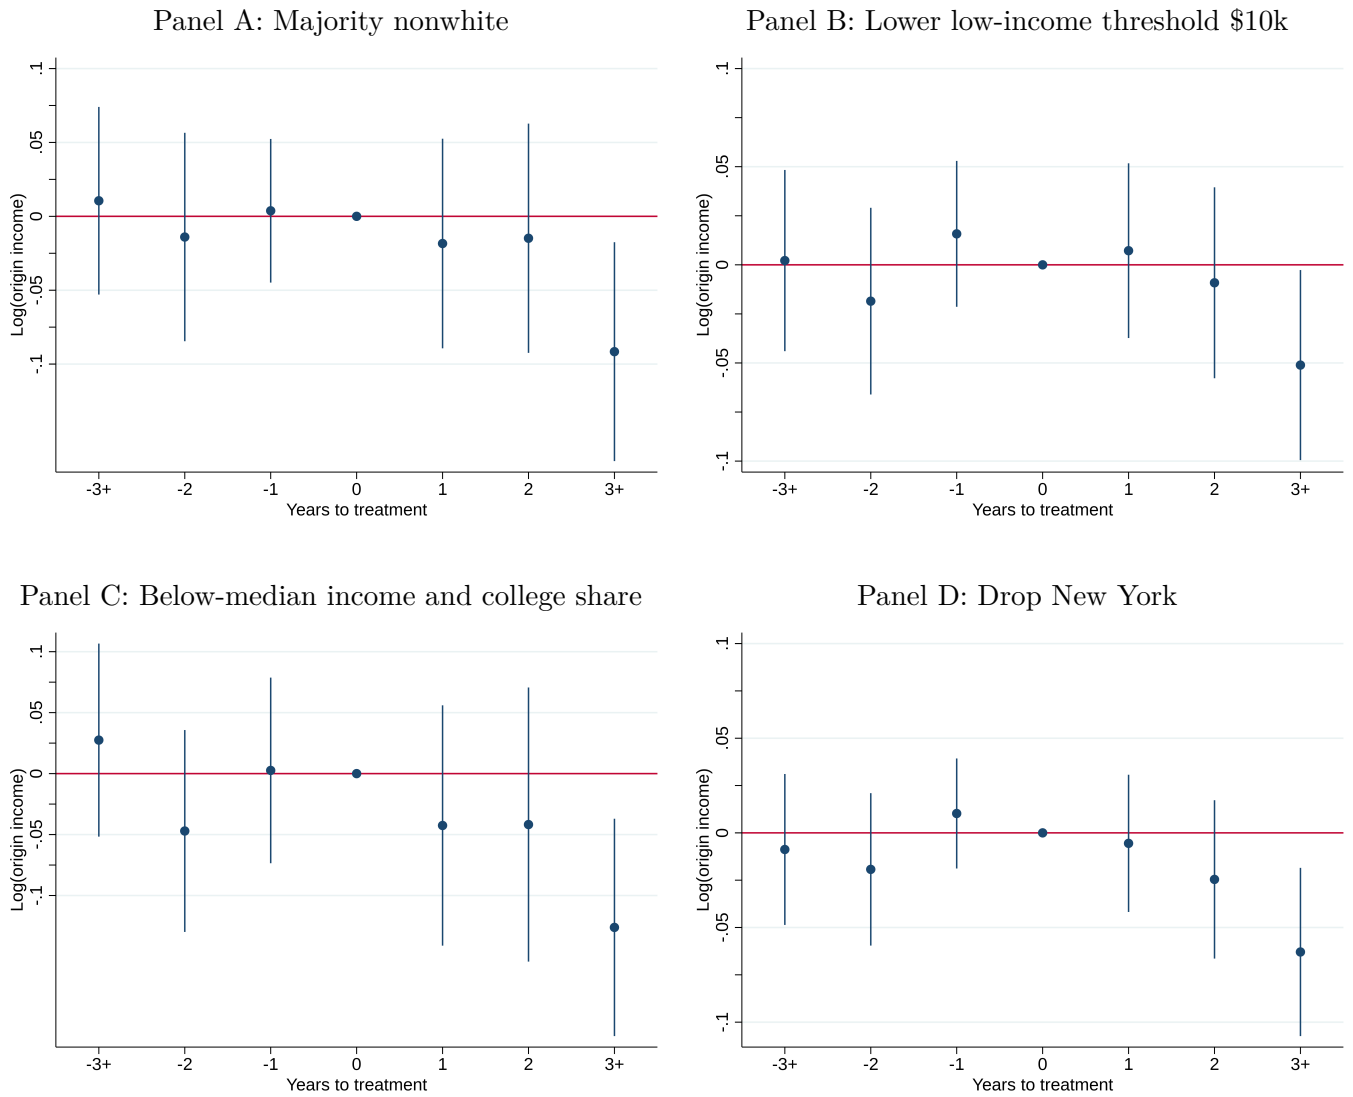 Panel A: Majority nonwhite
.1
.05
0
-.05
-.1
Log(origin income)
-3+ -2 -1 0 1 2 3+
Years to treatment
Panel B: Lower low-income threshold $10k
.1
.05
0
-.05
-.1
Log(origin income)
-3+ -2 -1 0 1 2 3+
Years to treatment
Panel C: Below-median income and college share
.1
.05
0
-.05
-.1
Log(origin income)
-3+ -2 -1 0 1 2 3+
Years to treatment
Panel D: Drop New York
.1
.05
0
-.05
-.1
Log(origin income)
-3+ -2 -1 0 1 2 3+
Years to treatment